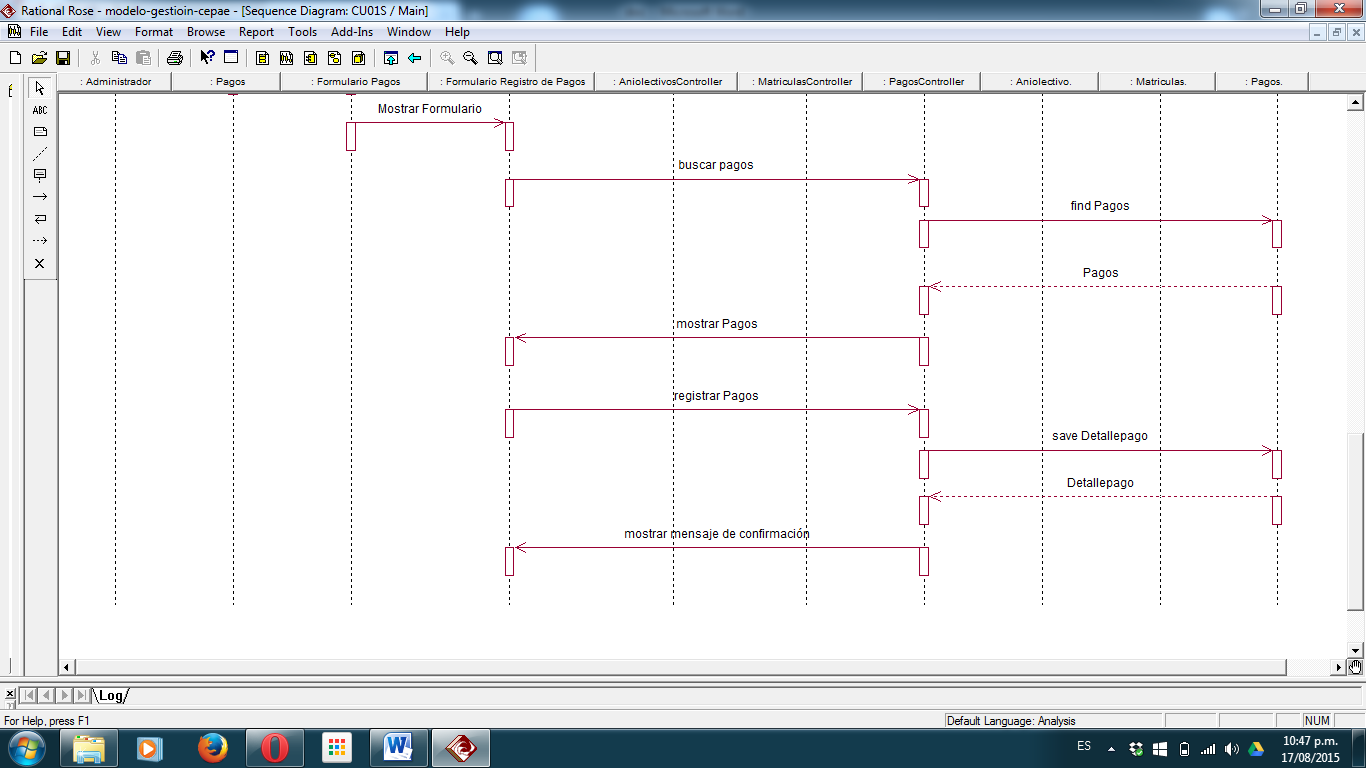 Rational Rose - modelo-gestioin-cepae - [Sequence Diagram: CU01S / Main]
File Edit View Format Browse Report Tools Add-Ins Window Help
: Administrador : Pagos : Formulario Pagos : Formulario Registro de Pagos : AniolectivosController : MatriculasController : PagosController : Aniolectivo. : Matriculas. : Pagos.
ABC
Mostrar Formulario
buscar pagos
find Pagos
Pagos
mostrar Pagos
registrar Pagos
save Detallepago
Detallepago
mostrar mensaje de confirmación
Log
For Help, press F1
Default Language: Analysis
NUM
ES
10:47 p.m.
17/08/2015